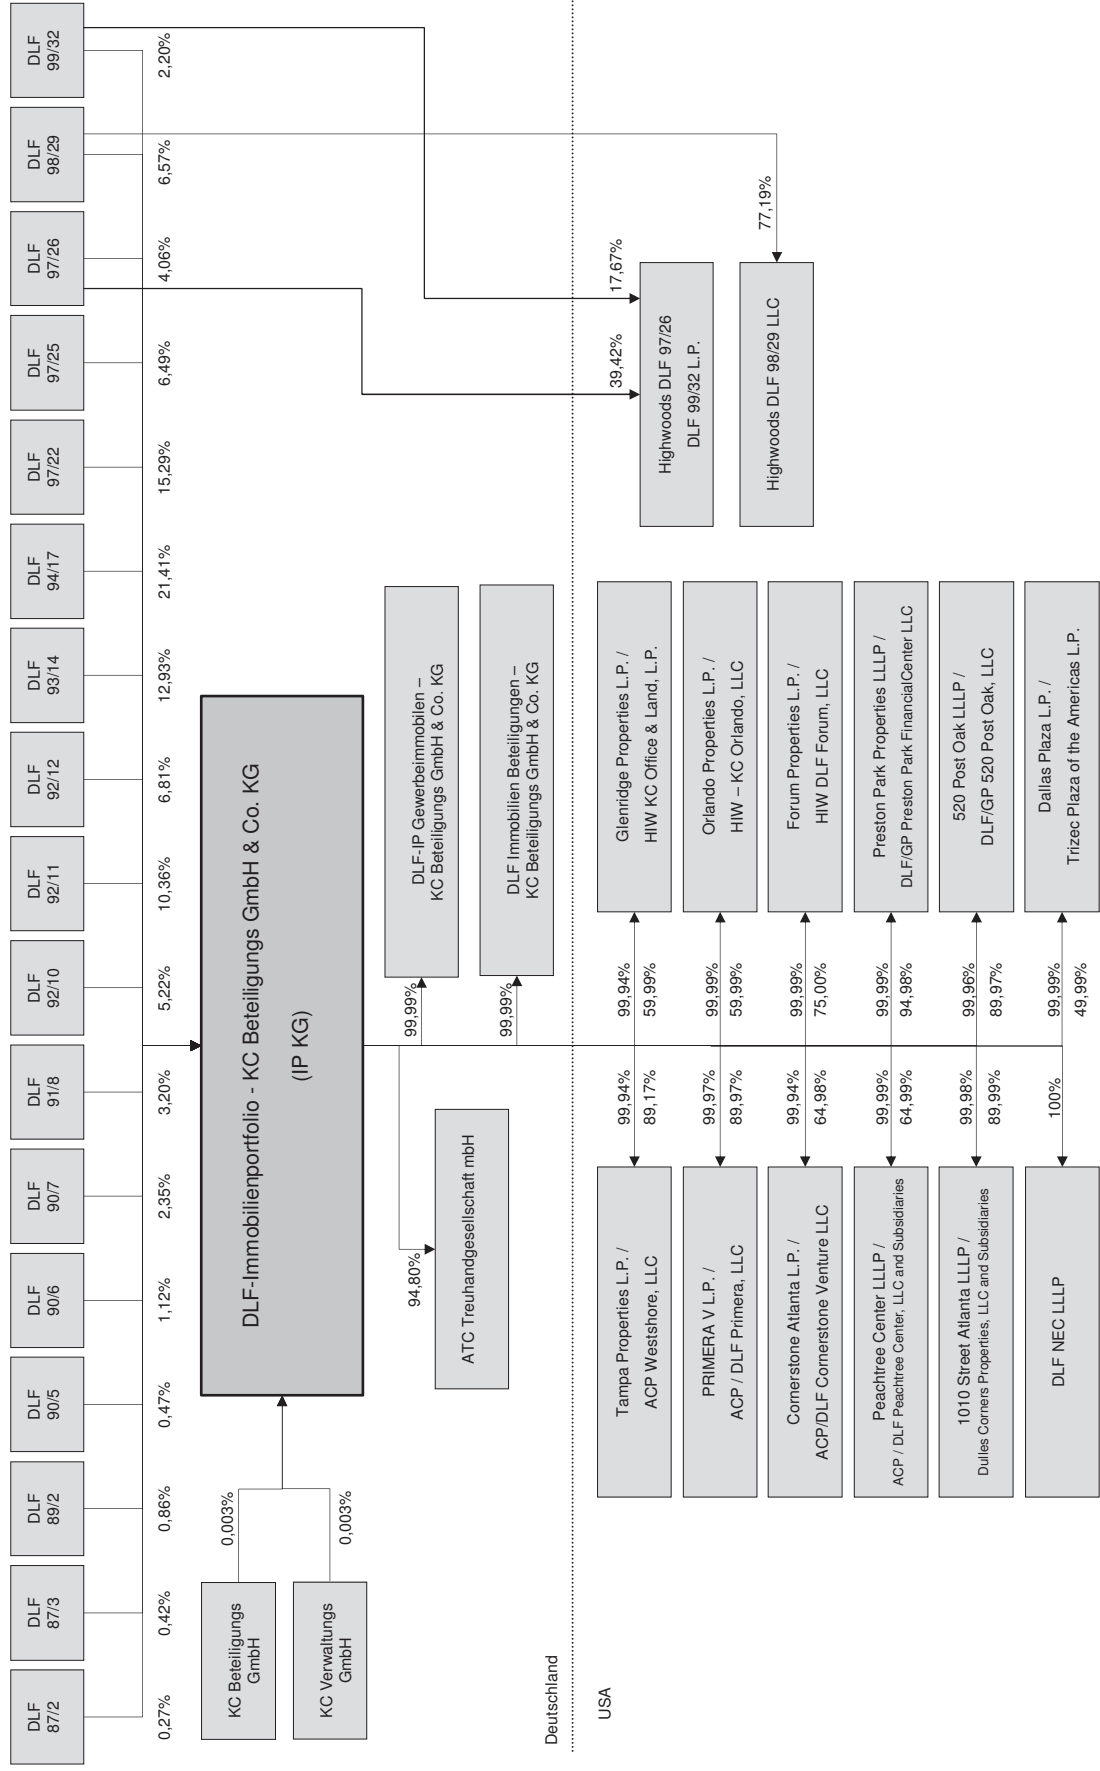 DLF
87/2
DLF
87/3
DLF
89/2
DLF
90/5
DLF
90/6
DLF
90/7
DLF
91/8
DLF
92/10
DLF
92/11
DLF
92/12
DLF
93/14
DLF
94/17
DLF
97/22
DLF
97/25
DLF
97/26
DLF
98/29
DLF
99/32
0,27%
0,42%
0,86%
0,47%
1,12%
2,35%
3,20%
5,22%
10,36%
6,81%
12,93%
21,41%
15,29%
6,49%
4,06%
6,57%
2,20%
KC Beteiligungs
GmbH
0,003%
KC Verwaltungs
GmbH
0,003%
DLF-Immobilienportfolio - KC Beteiligungs GmbH & Co. KG
(IP KG)
94,80%
ATC Treuhandgesellschaft mbH
99,99%
DLF-IP Gewerbeimmobilen –
KC Beteiligungs GmbH & Co. KG
99,99%
DLF Immobilien Beteiligungen –
KC Beteiligungs GmbH & Co. KG
Deutschland
USA
Tampa Properties L.P. /
ACP Westshore, LLC
99,94%
89,17%
99,94%
59,99%
Glenridge Properties L.P. /
HIW KC Office & Land, L.P.
PRIMERA V L.P. /
ACP / DLF Primera, LLC
99,97%
89,97%
99,99%
59,99%
Orlando Properties L.P. /
HIW – KC Orlando, LLC
Cornerstone Atlanta L.P. /
ACP/DLF Cornerstone Venture LLC
99,94%
64,98%
99,99%
75,00%
Forum Properties L.P. /
HIW DLF Forum, LLC
Peachtree Center LLLP /
ACP / DLF Peachtree Center, LLC and Subsidiaries
99,99%
64,99%
99,99%
94,98%
Preston Park Properties LLLP /
DLF/GP Preston Park FinancialCenter LLC
1010 Street Atlanta LLLP /
Dulles Corners Properties, LLC and Subsidiaries
99,98%
89,99%
99,96%
89,97%
520 Post Oak LLLP /
DLF/GP 520 Post Oak, LLC
DLF NEC LLLP
100%
99,99%
49,99%
Dallas Plaza L.P. /
Trizec Plaza of the Americas L.P.
39,42%
17,67%
Highwoods DLF 97/26
DLF 99/32 L.P.
77,19%
Highwoods DLF 98/29 LLC